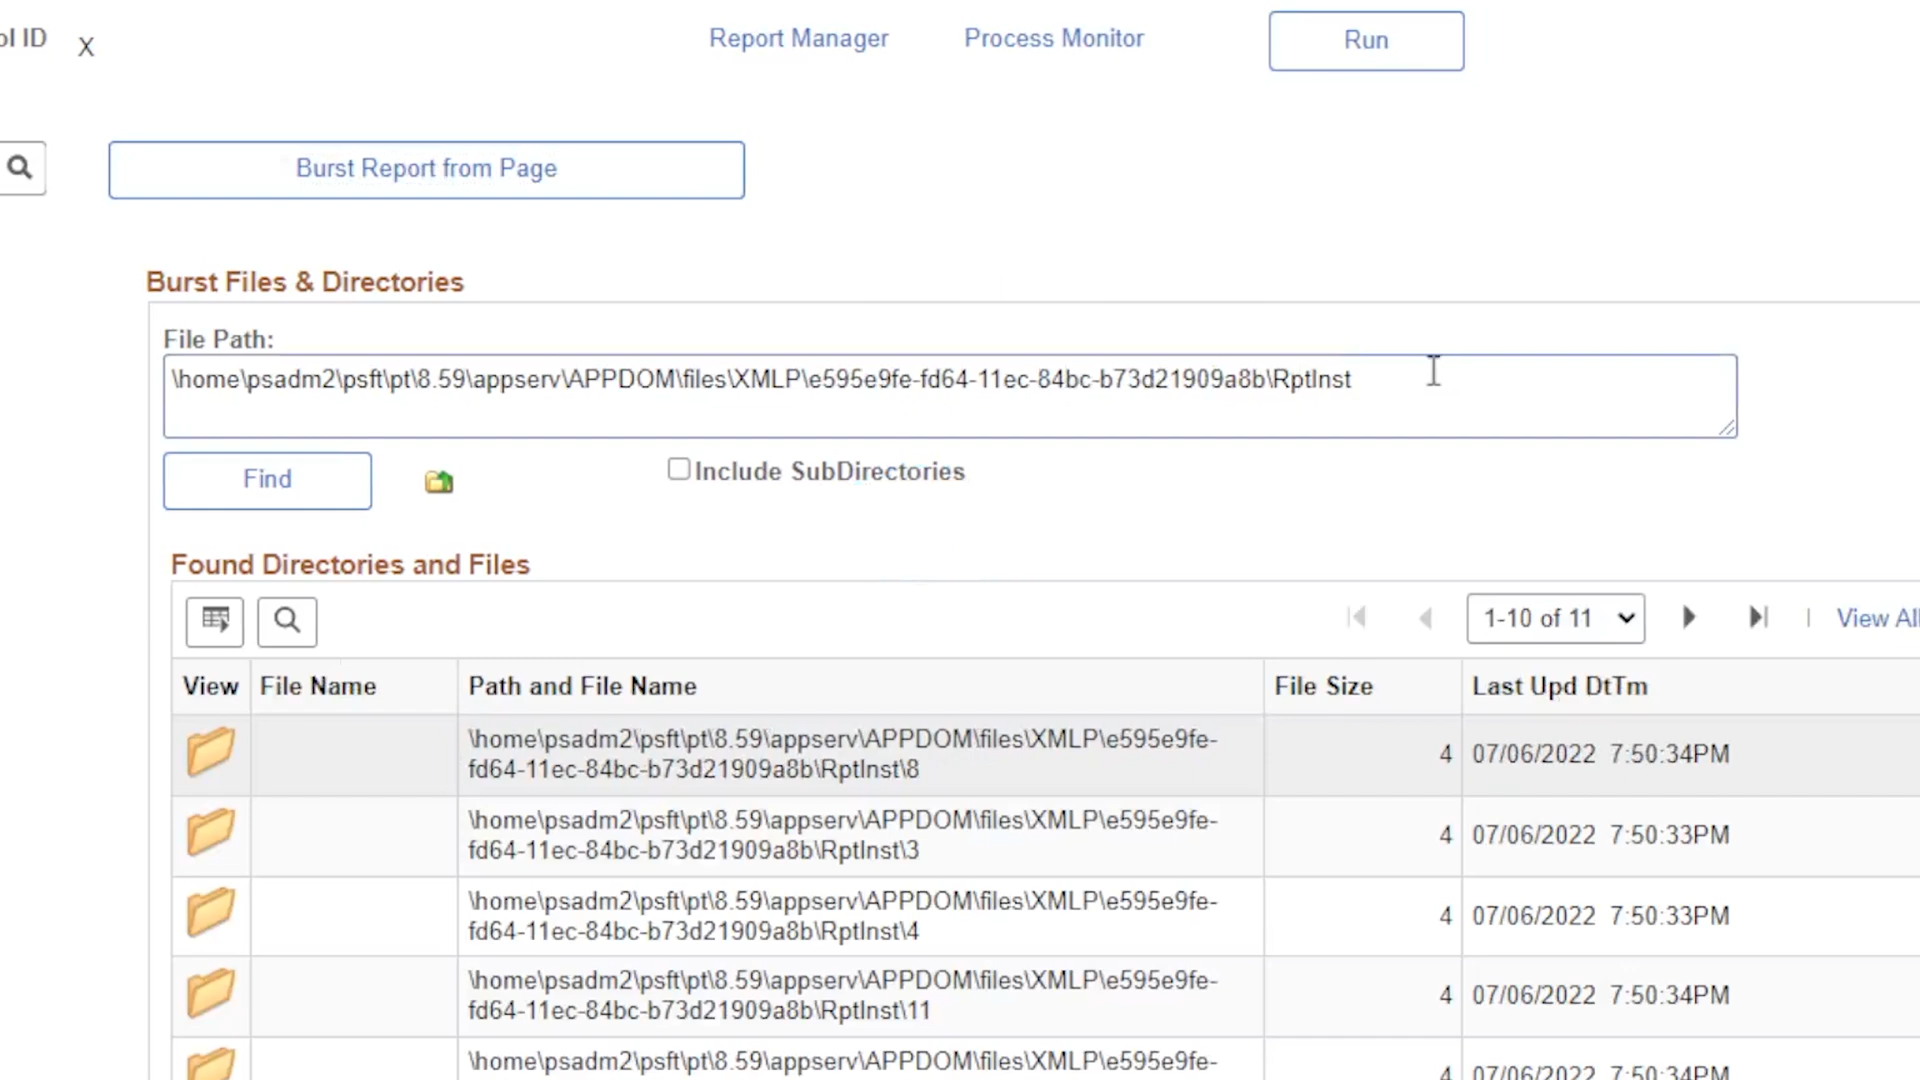 ol ID
X
Report Manager
Process Monitor
Run
Burst Report from Page
Burst Files & Directories
File Path:
\home\psadm2\psft\pt\8.59\appserv\APPDOM\files\XMLP\e595e9fe-fd64-11ec-84bc-b73d21909a8b\RptInst
Find
Include SubDirectories
Found Directories and Files
1-10 of 11
View All
View
File Name
Path and File Name
File Size
Last Upd DtTm
\home\psadm2\psft\pt\8.59\appserv\APPDOM\files\XMLP\e595e9fe-
fd64-11ec-84bc-b73d21909a8b\RptInst\8
4
07/06/2022 7:50:34PM
\home\psadm2\psft\pt\8.59\appserv\APPDOM\files\XMLP\e595e9fe-
fd64-11ec-84bc-b73d21909a8b\RptInst\3
4
07/06/2022 7:50:33PM
\home\psadm2\psft\pt\8.59\appserv\APPDOM\files\XMLP\e595e9fe-
fd64-11ec-84bc-b73d21909a8b\RptInst\4
4
07/06/2022 7:50:33PM
\home\psadm2\psft\pt\8.59\appserv\APPDOM\files\XMLP\e595e9fe-
fd64-11ec-84bc-b73d21909a8b\RptInst\11
4
07/06/2022 7:50:34PM
\home\psadm2\psft\pt\8.59\appserv\APPDOM\files\XMLP\e595e9fe-
4
07/06/2022 7:50:34PM